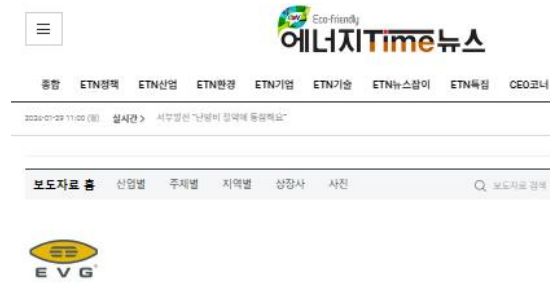 Eco-friendly
에너지Time뉴스
종합 ETN정책 ETN산업 ETN환경 ETN기업 ETN기술 ETN뉴스잡이 ETN특집 CEO코너
2024-01-29 11:00 (월) 실시간 > 서부발전 "난방비 절약에 동참해요"
보도자료 홈 산업별 주제별 지역별 상장사 사진 보도자료 검색
EVG